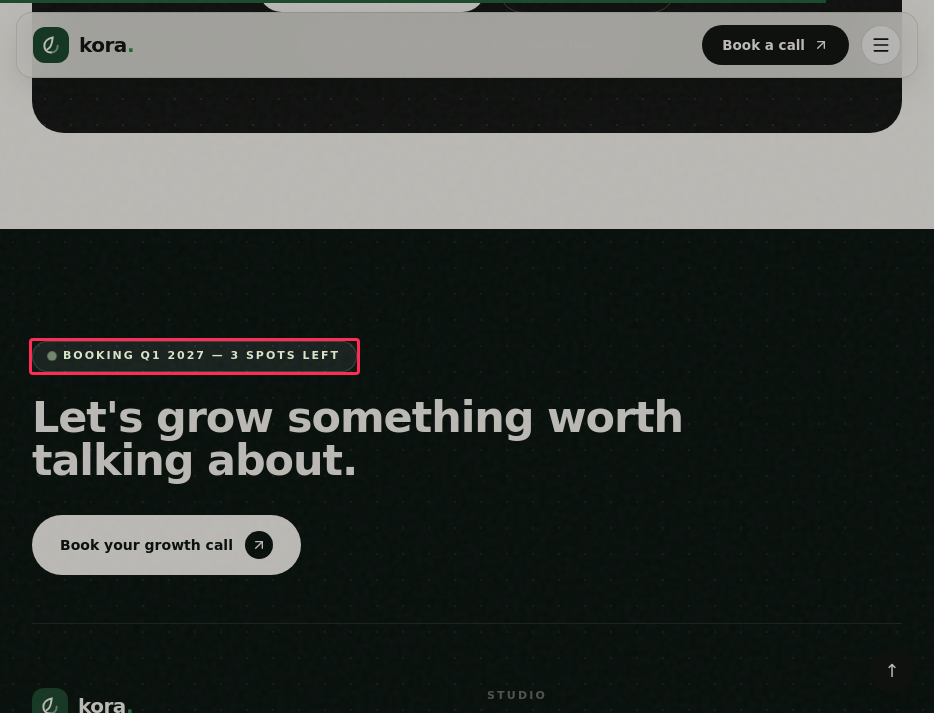 kora.
Book a call
BOOKING Q1 2027 — 3 SPOTS LEFT
Let's grow something worth
talking about.
Book your growth call
↑
kora.
STUDIO